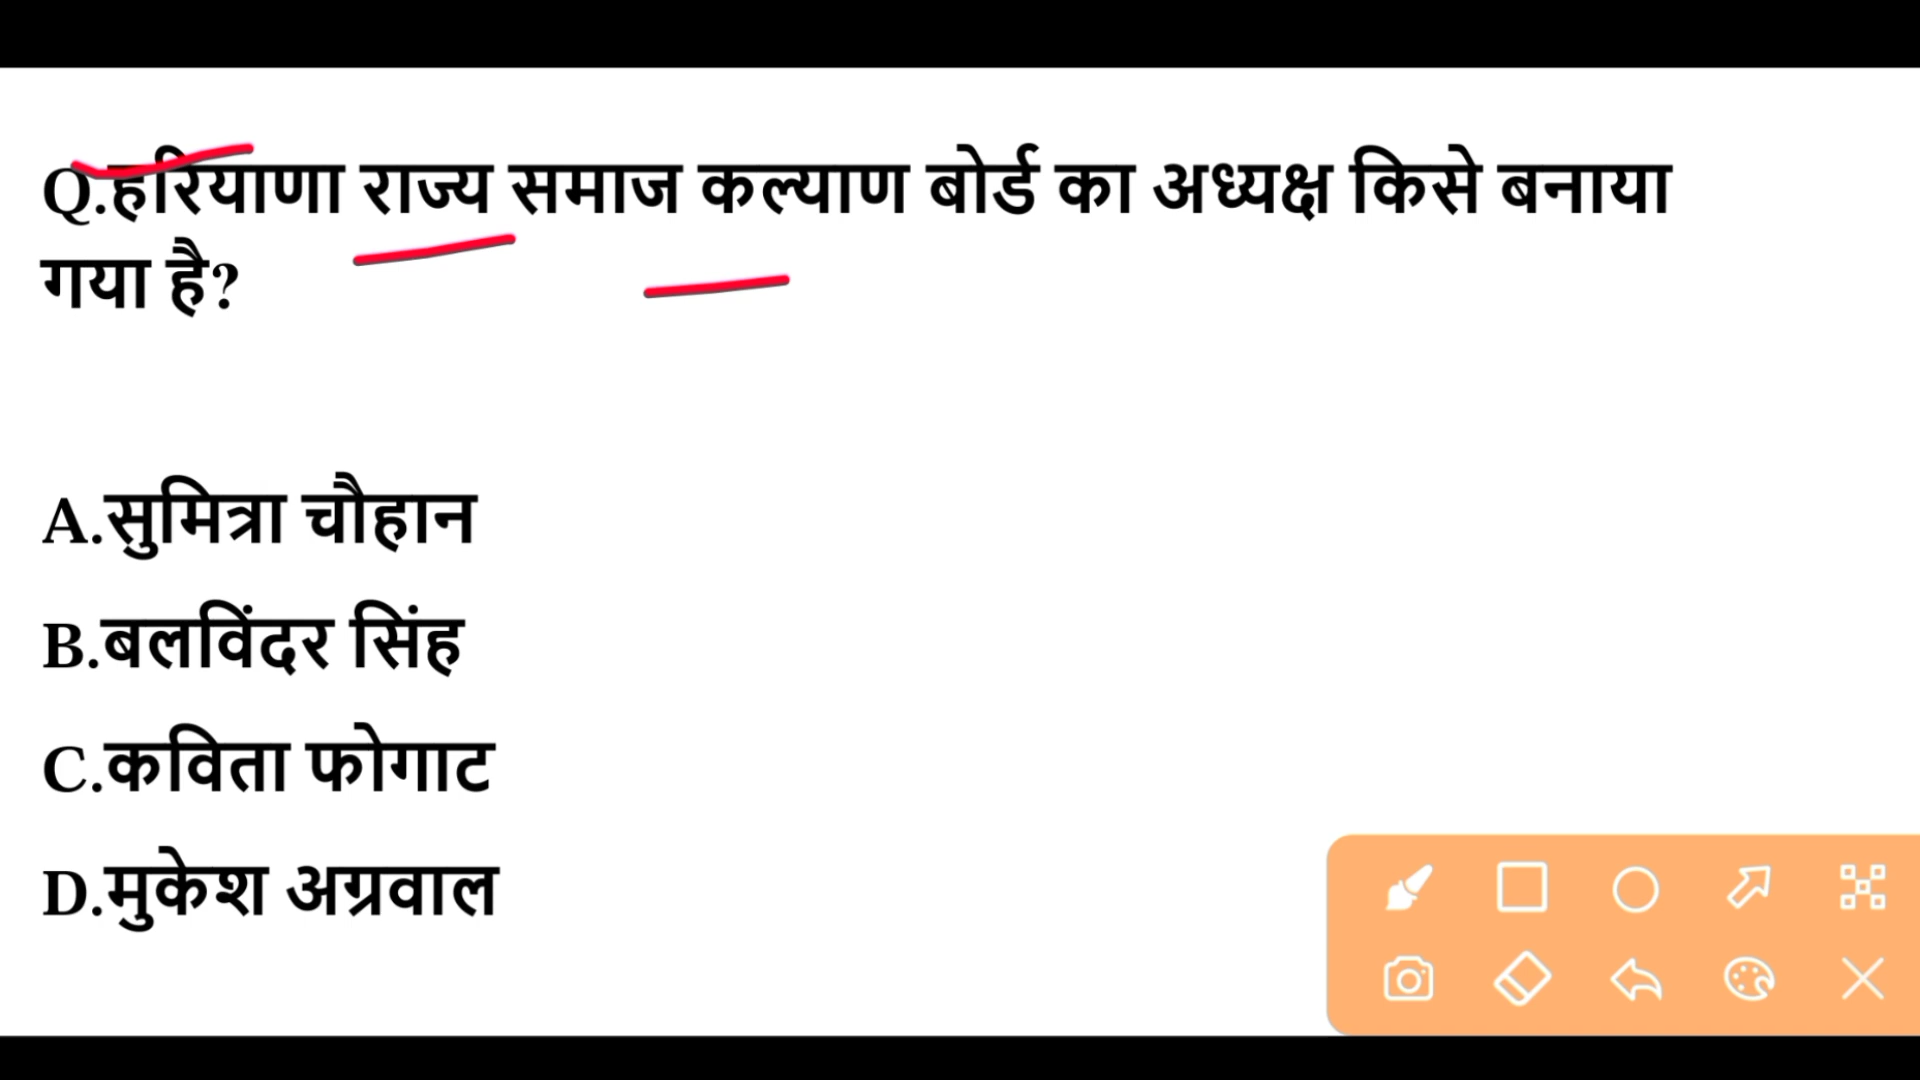 Q.हरियाणा राज्य समाज कल्याण बोर्ड का अध्यक्ष किसे बनाया
गया है?
A.सुमित्रा चौहान
B.बलविंदर सिंह
C.कविता फोगाट
D.मुकेश अग्रवाल